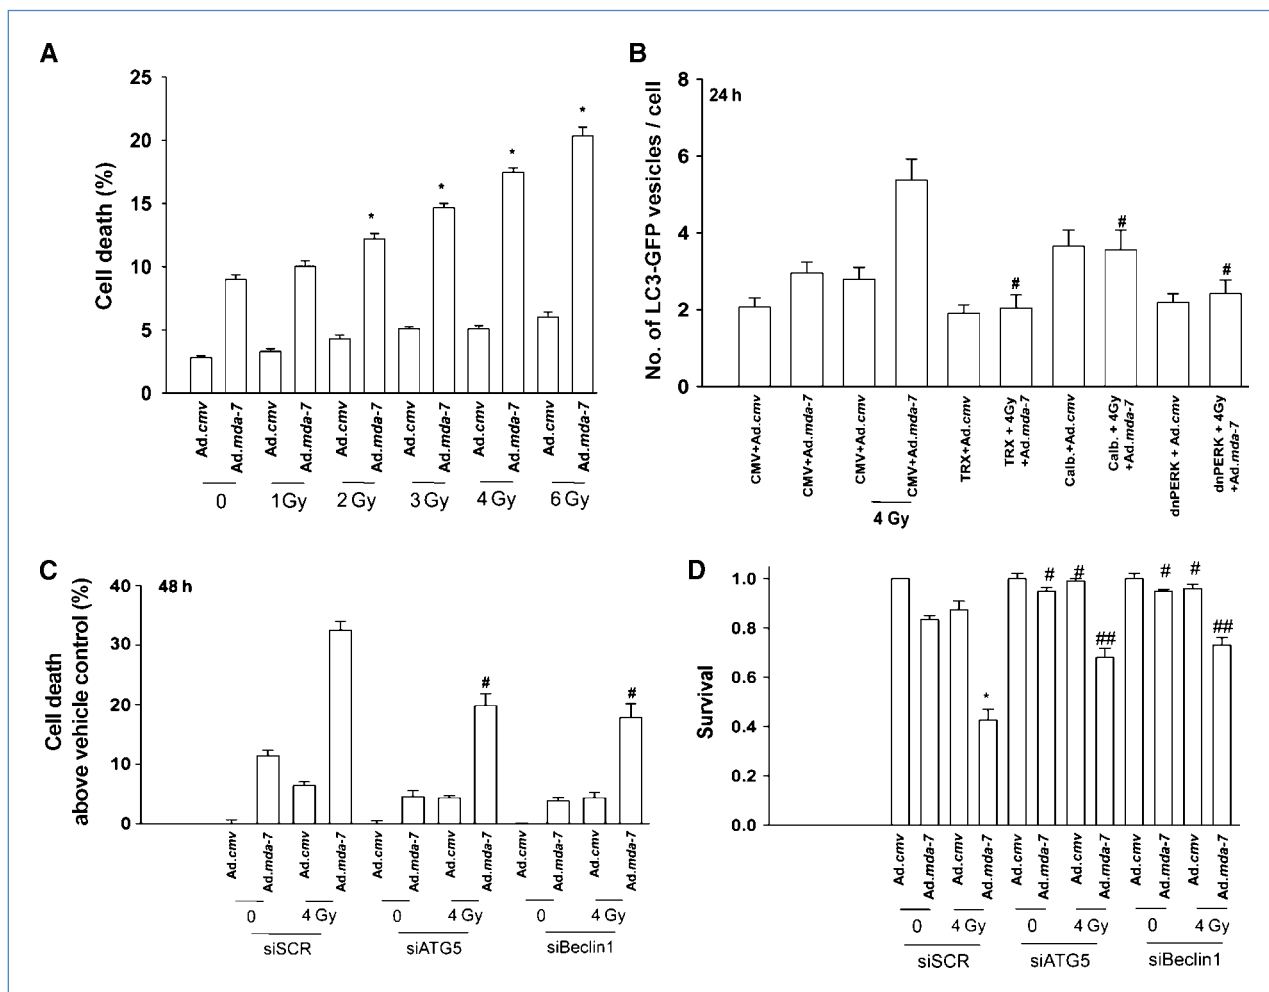 A
Cell death (%)
25
20
15
10
5
0
* * * *
Ad.cmv Ad.mda-7 Ad.cmv Ad.mda-7 Ad.cmv Ad.mda-7 Ad.cmv Ad.mda-7 Ad.cmv Ad.mda-7 Ad.cmv Ad.mda-7
0 1Gy 2Gy 3Gy 4Gy 6Gy
B
No. of LC3-GFP vesicles / cell
24 h
8
6
4
2
0
# # #
CMV+Ad.cmv
CMV+Ad.mda-7
CMV+Ad.cmv
CMV+Ad.mda-7
TRX+Ad.cmv
TRX + 4Gy
+Ad.mda-7
Calb.+Ad.cmv
Calb. + 4Gy
+Ad.mda-7
dnPERK + Ad.cmv
dnPERK + 4Gy
+Ad.mda-7
4 Gy
C
Cell death
above vehicle control (%)
48 h
40
30
20
10
0
# #
Ad.cmv Ad.mda-7 Ad.cmv Ad.mda-7 Ad.cmv Ad.mda-7 Ad.cmv Ad.mda-7 Ad.cmv Ad.mda-7 Ad.cmv Ad.mda-7
0 4 Gy 0 4 Gy 0 4 Gy
siSCR siATG5 siBeclin1
D
Survival
1.0
0.8
0.6
0.4
0.2
0.0
* # # ## # # ##
Ad.cmv Ad.mda-7 Ad.cmv Ad.mda-7 Ad.cmv Ad.mda-7 Ad.cmv Ad.mda-7 Ad.cmv Ad.mda-7 Ad.cmv Ad.mda-7
0 4 Gy 0 4 Gy 0 4 Gy
siSCR siATG5 siBeclin1